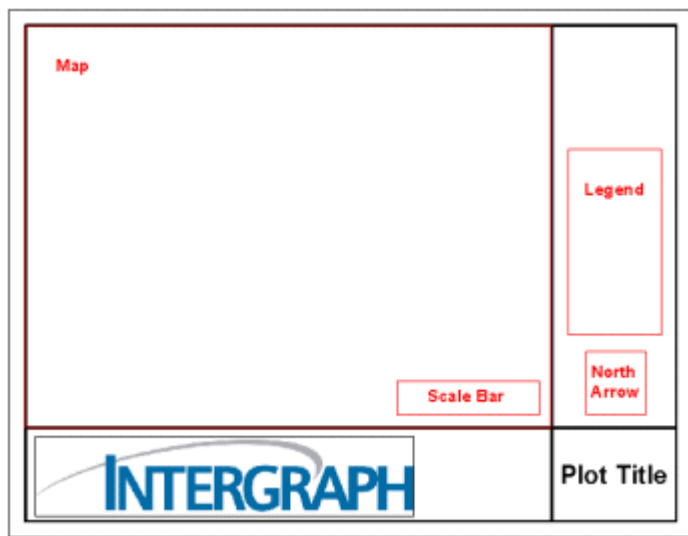 Map
Legend
North
Arrow
Scale Bar
INTERGRAPH
Plot Title